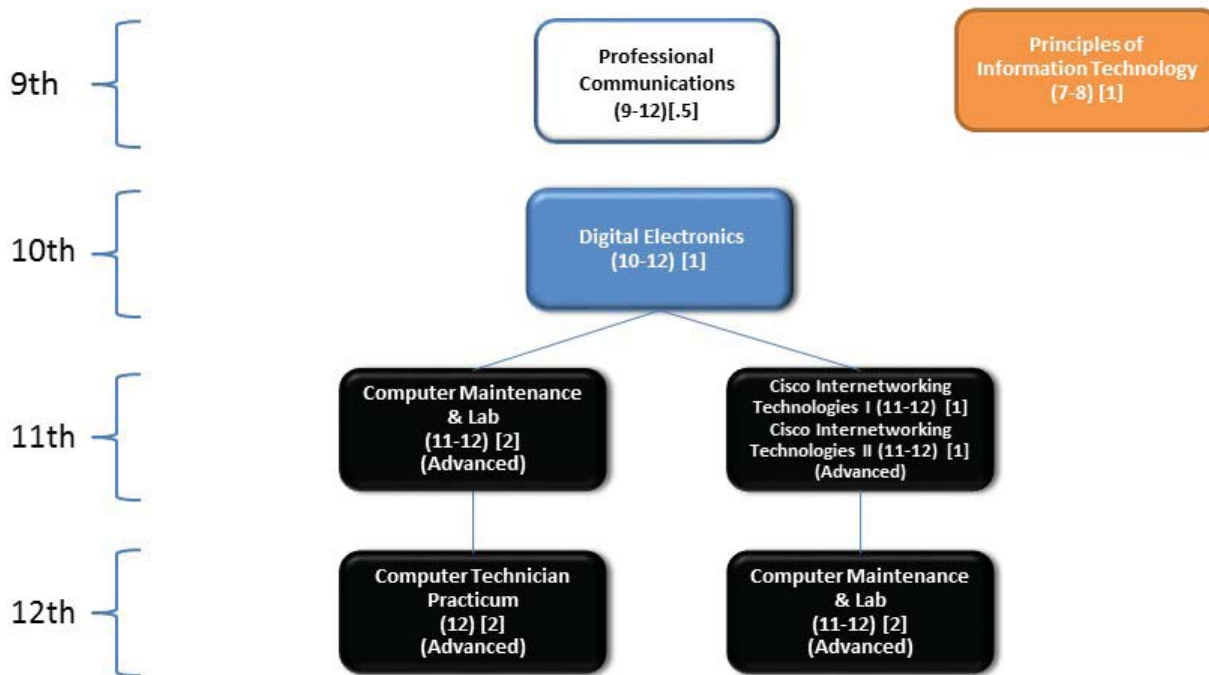 9th
Professional
Communications
(9-12)[.5]
Principles of
Information Technology
(7-8) [1]
10th
Digital Electronics
(10-12) [1]
11th
Computer Maintenance
& Lab
(11-12) [2]
(Advanced)
Cisco Internetworking
Technologies I (11-12) [1]
Cisco Internetworking
Technologies II (11-12) [1]
(Advanced)
12th
Computer Technician
Practicum
(12) [2]
(Advanced)
Computer Maintenance
& Lab
(11-12) [2]
(Advanced)